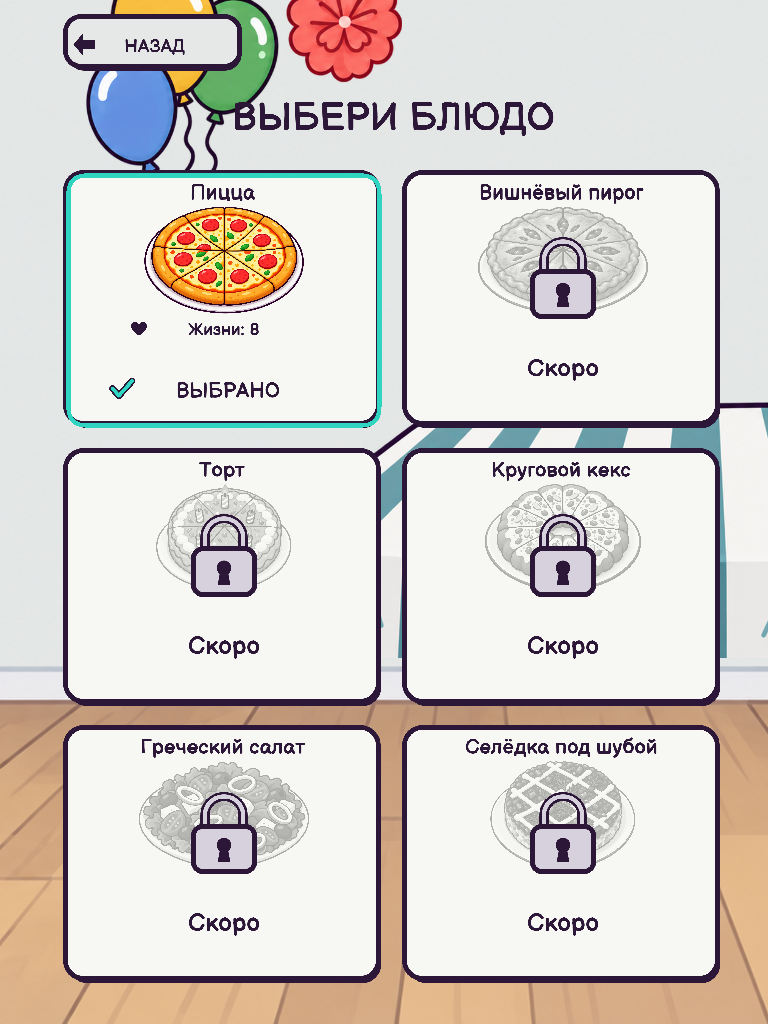 НАЗАД
ВЫБЕРИ БЛЮДО
Пицца
Жизни: 8
ВЫБРАНО
Вишнёвый пирог
Скоро
Торт
Скоро
Круговой кекс
Скоро
Греческий салат
Скоро
Селёдка под шубой
Скоро